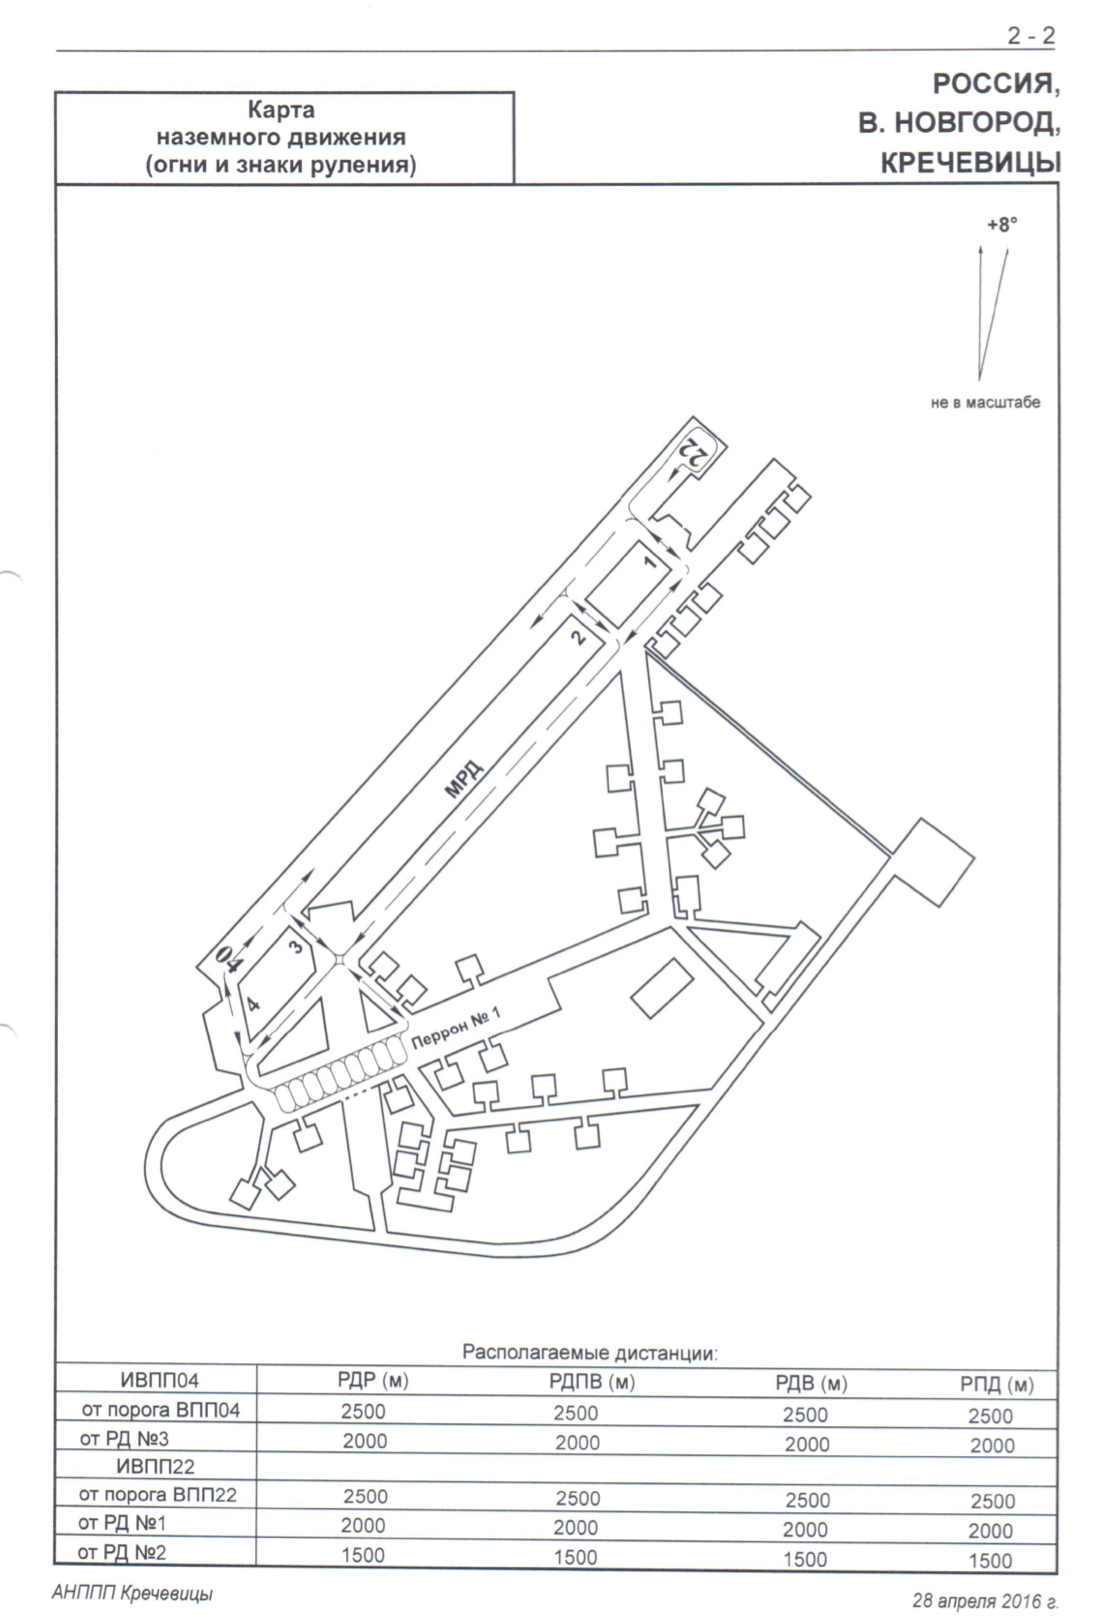 2 - 2
РОССИЯ,
В. НОВГОРОД,
КРЕЧЕВИЦЫ
Карта
наземного движения
(огни и знаки руления)
+8°
не в масштабе
22
1
2
МРД
3
04
4
Перрон № 1
Располагаемые дистанции:
ИВПП04 РДР (м) РДПВ (м) РДВ (м) РПД (м)
от порога ВПП04 2500 2500 2500 2500
от РД №3 2000 2000 2000 2000
ИВПП22
от порога ВПП22 2500 2500 2500 2500
от РД №1 2000 2000 2000 2000
от РД №2 1500 1500 1500 1500
АНППП Кречевицы
28 апреля 2016 г.